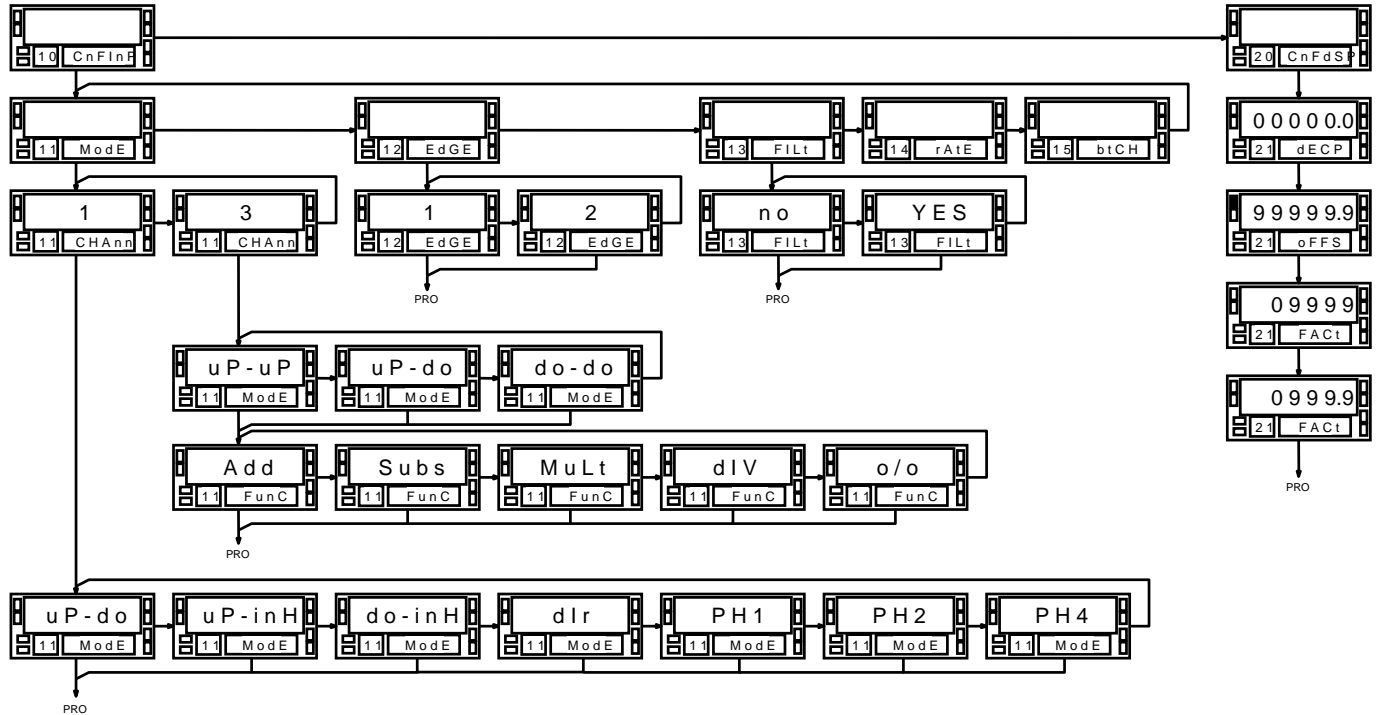 10 CnFInP
20 CnFdSP
11 ModE
12 EdGE
13 FILt
14 rAtE
15 btCH
00000.0
21 dECP
1
11 CHAnn
3
11 CHAnn
1
12 EdGE
2
12 EdGE
no
13 FILt
YES
13 FILt
99999.9
21 oFFS
PRO
PRO
09999
21 FACt
uP-uP
11 ModE
uP-do
11 ModE
do-do
11 ModE
0999.9
21 FACt
Add
11 FunC
Subs
11 FunC
MuLt
11 FunC
dIV
11 FunC
o/o
11 FunC
PRO
PRO
uP-do
11 ModE
uP-inH
11 ModE
do-inH
11 ModE
dIr
11 ModE
PH1
11 ModE
PH2
11 ModE
PH4
11 ModE
PRO